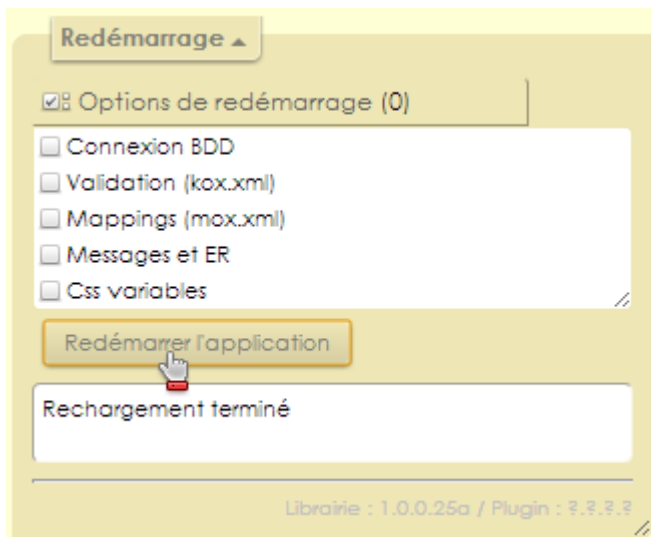 Redémarrage
Options de redémarrage (0)
Connexion BDD
Validation (kox.xml)
Mappings (mox.xml)
Messages et ER
Css variables
Redémarrer l'application
Rechargement terminé
Librairie : 1.0.0.25a / Plugin : ?.?.?.?